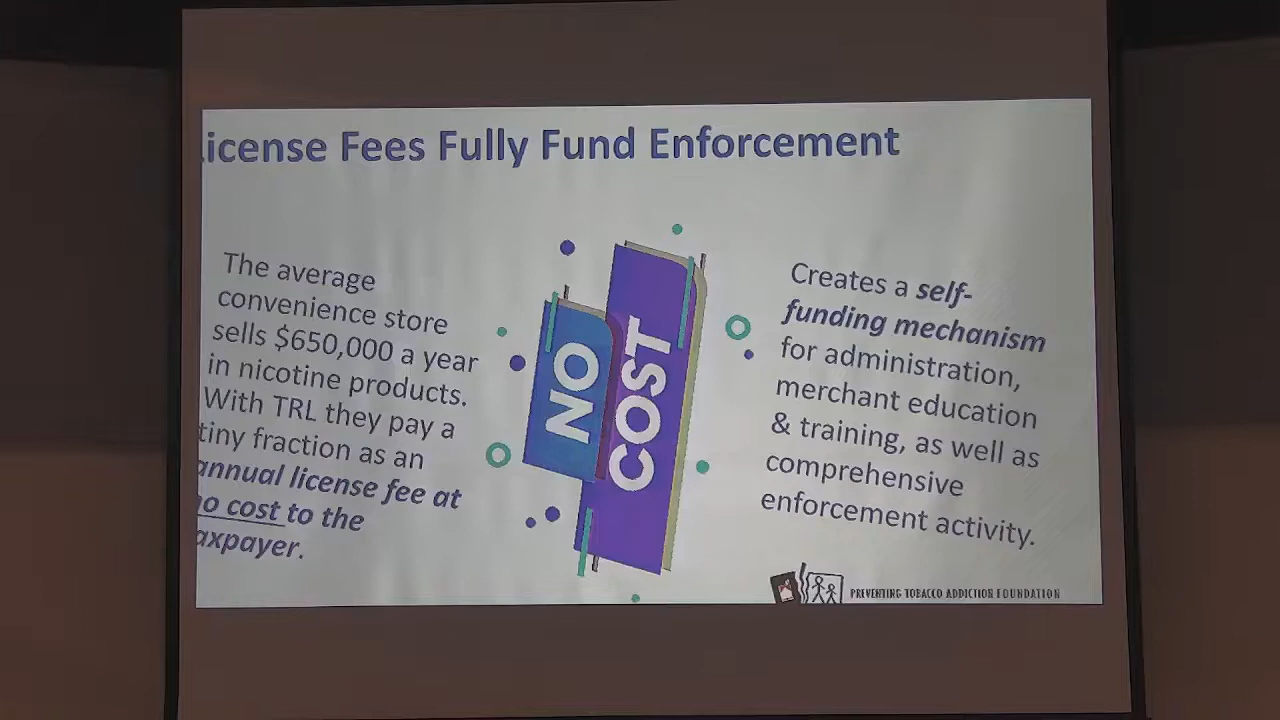 License Fees Fully Fund Enforcement
The average
convenience store
sells $650,000 a year
in nicotine products.
With TRL they pay a
tiny fraction as an
annual license fee at
no cost to the
axpayer.
NO
COST
Creates a self-
funding mechanism
for administration,
merchant education
& training, as well as
comprehensive
enforcement activity.
PREVENTING TOBACCO ADDICTION FOUNDATION